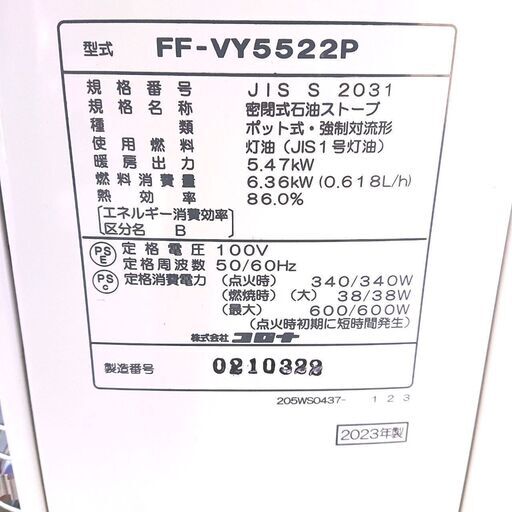 型式 FF-VY5522P
規格番号 JIS S 2031
規格名称 密閉式石油ストーブ
種類 ポット式・強制対流形
使用燃料 灯油（JIS1号灯油）
暖房出力 5.47kW
燃料消費量 6.36kW(0.618L/h)
熱効率 86.0%
[エネルギー消費効率]
区分名 B
PS E 定格電圧 100V
定格周波数 50/60Hz
PS C 定格消費電力（点火時） 340/340W
（燃焼時）（大） 38/38W
（最大） 600/600W
（点火時初期に短時間発生）
株式会社 コロナ
製造番号 0210322
205WS0437- 1 2 3
2023年製